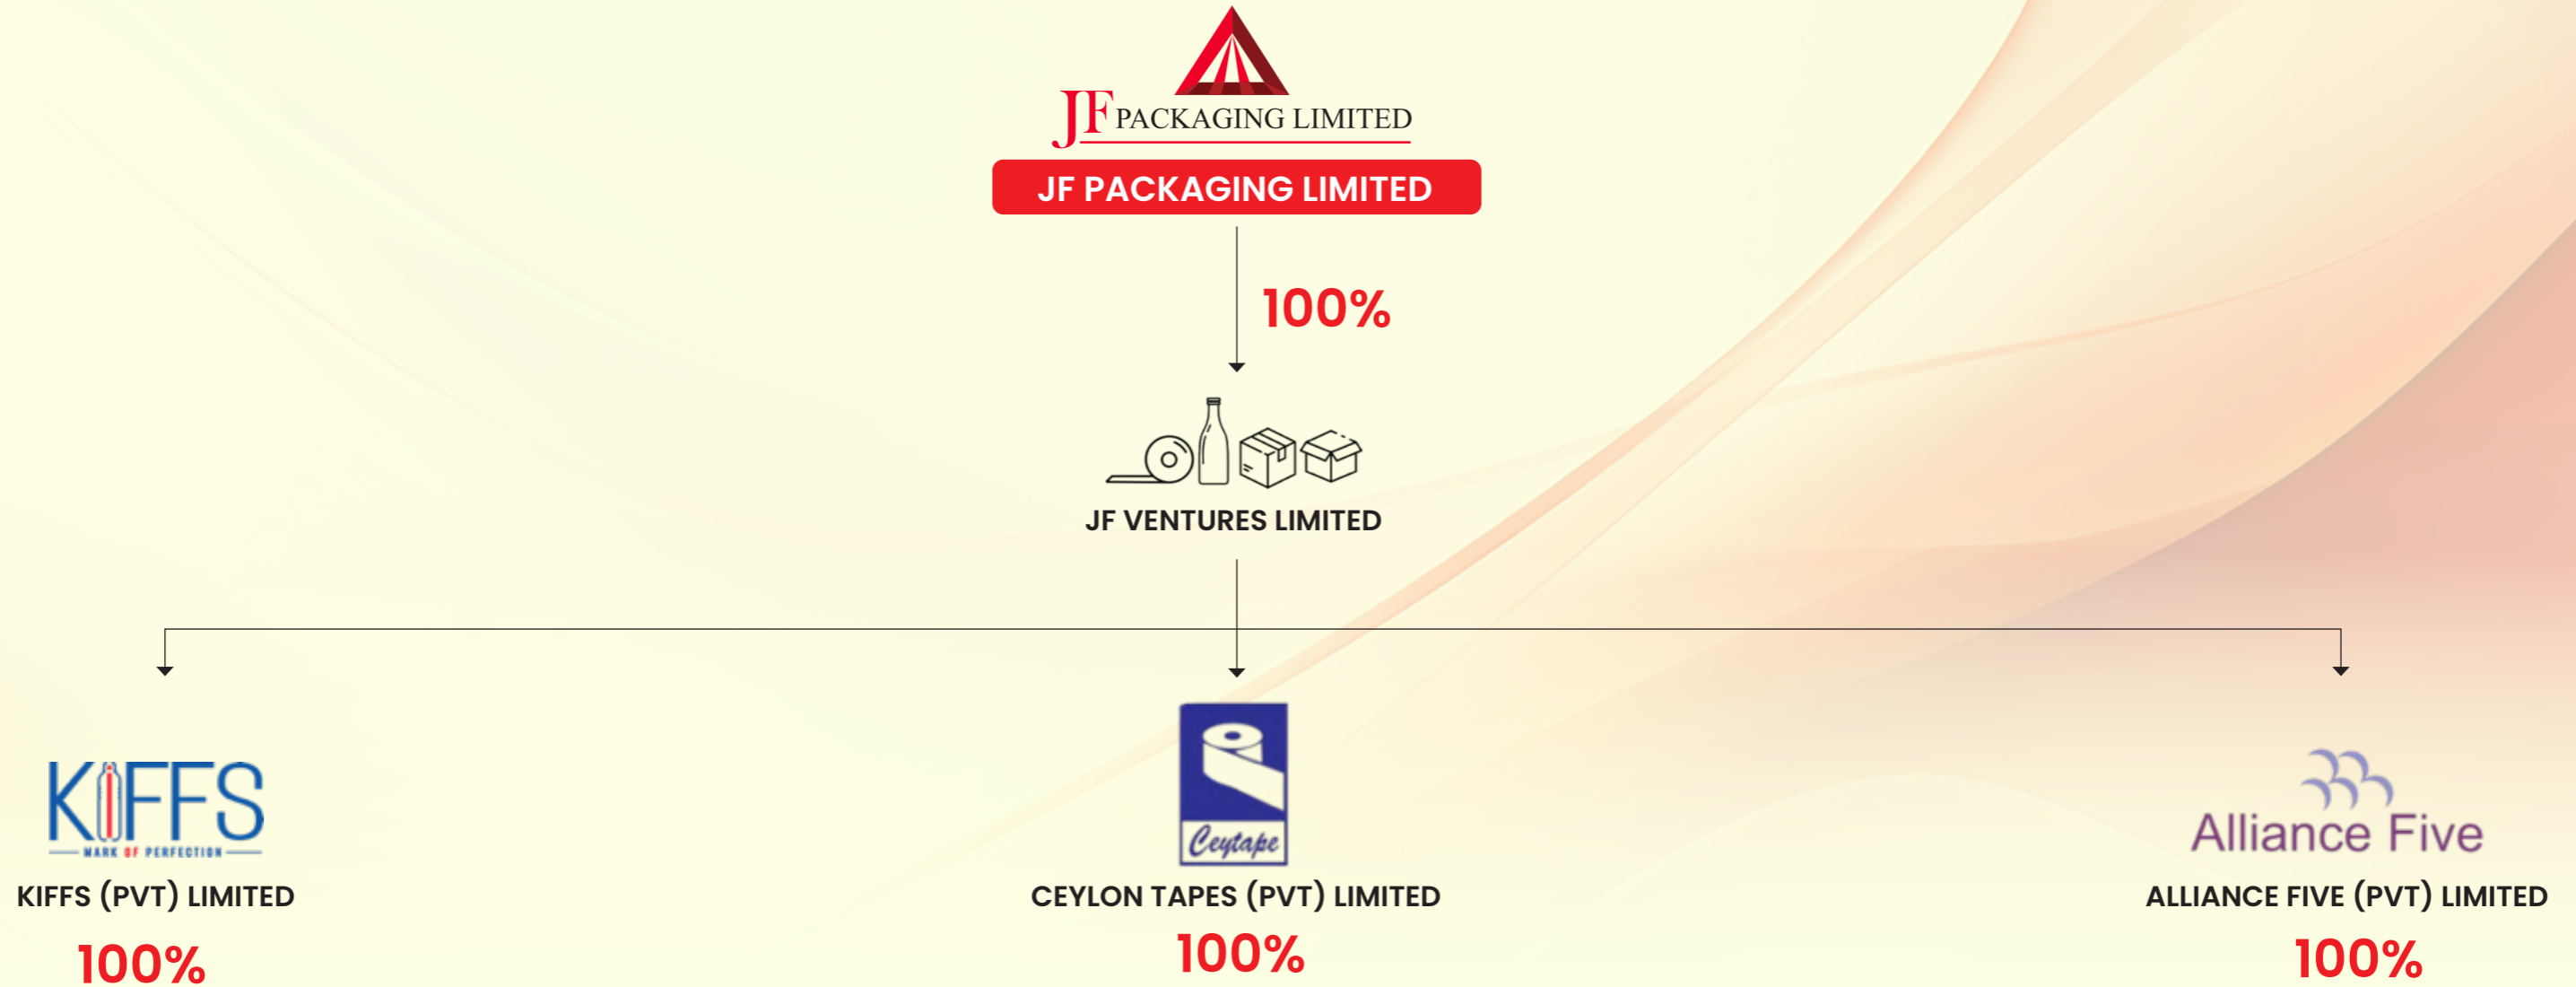 JF PACKAGING LIMITED
JF PACKAGING LIMITED
100%
JF VENTURES LIMITED
KIFFS
MARK OF PERFECTION
KIFFS (PVT) LIMITED
100%
Ceytape
CEYLON TAPES (PVT) LIMITED
100%
Alliance Five
ALLIANCE FIVE (PVT) LIMITED
100%